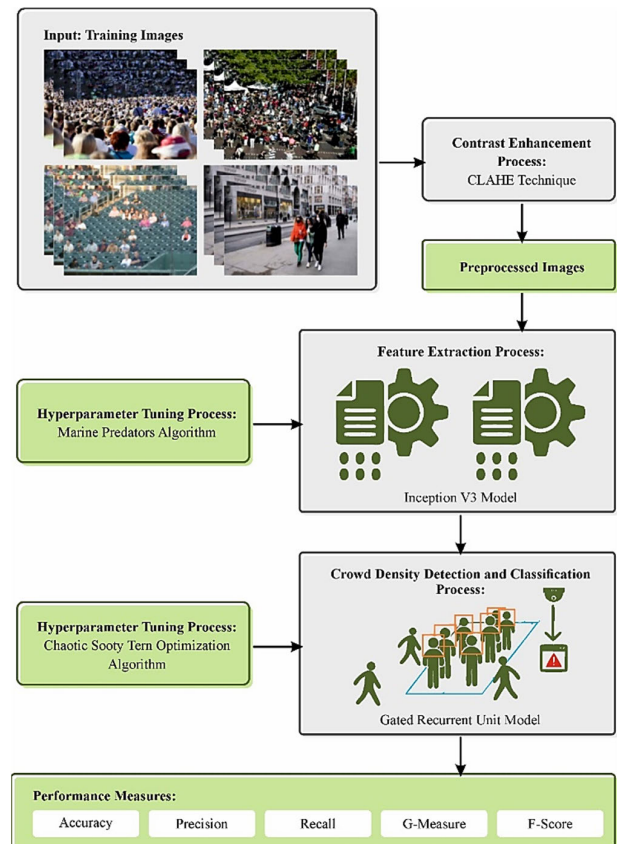 Input: Training Images
Contrast Enhancement
Process:
CLAHE Technique
Preprocessed Images
Feature Extraction Process:
Hyperparameter Tuning Process:
Marine Predators Algorithm
Inception V3 Model
Crowd Density Detection and Classification
Process:
Hyperparameter Tuning Process:
Chaotic Sooty Tern Optimization
Algorithm
Gated Recurrent Unit Model
Performance Measures:
Accuracy
Precision
Recall
G-Measure
F-Score